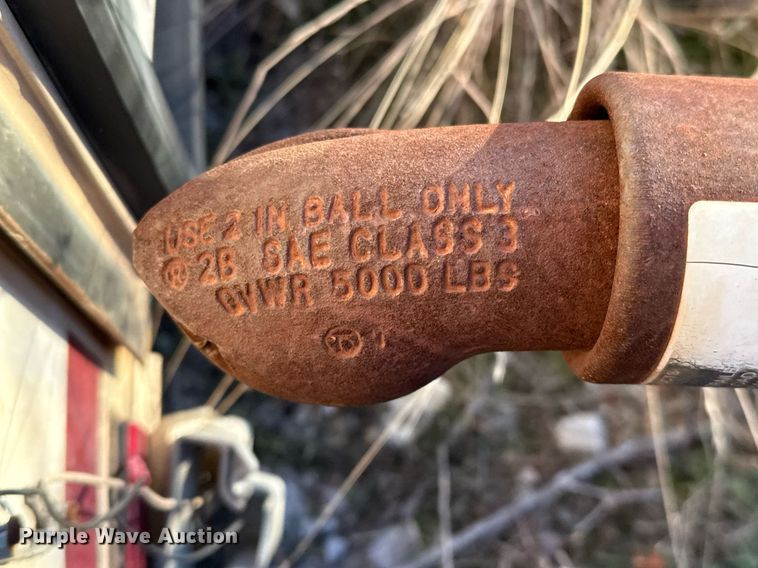 USE 2 IN BALL ONLY
® 2B SAE CLASS 3
GVWR 5000 LBS
Purple Wave Auction